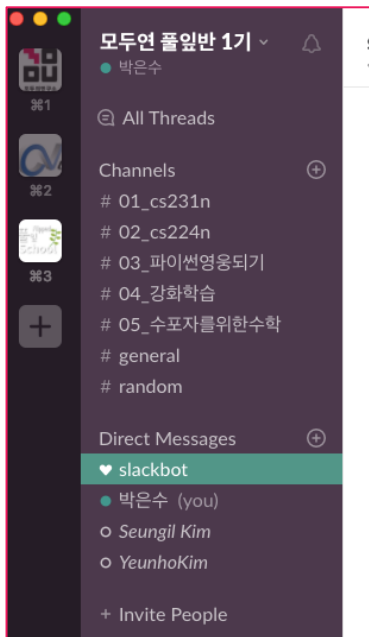 모두연 풀잎반 1기
박은수
All Threads
Channels
# 01_cs231n
# 02_cs224n
# 03_파이썬영웅되기
# 04_강화학습
# 05_수포자를위한수학
# general
# random
Direct Messages
slackbot
박은수 (you)
Seungil Kim
YeunhoKim
+ Invite People
⌘1
⌘2
School
⌘3